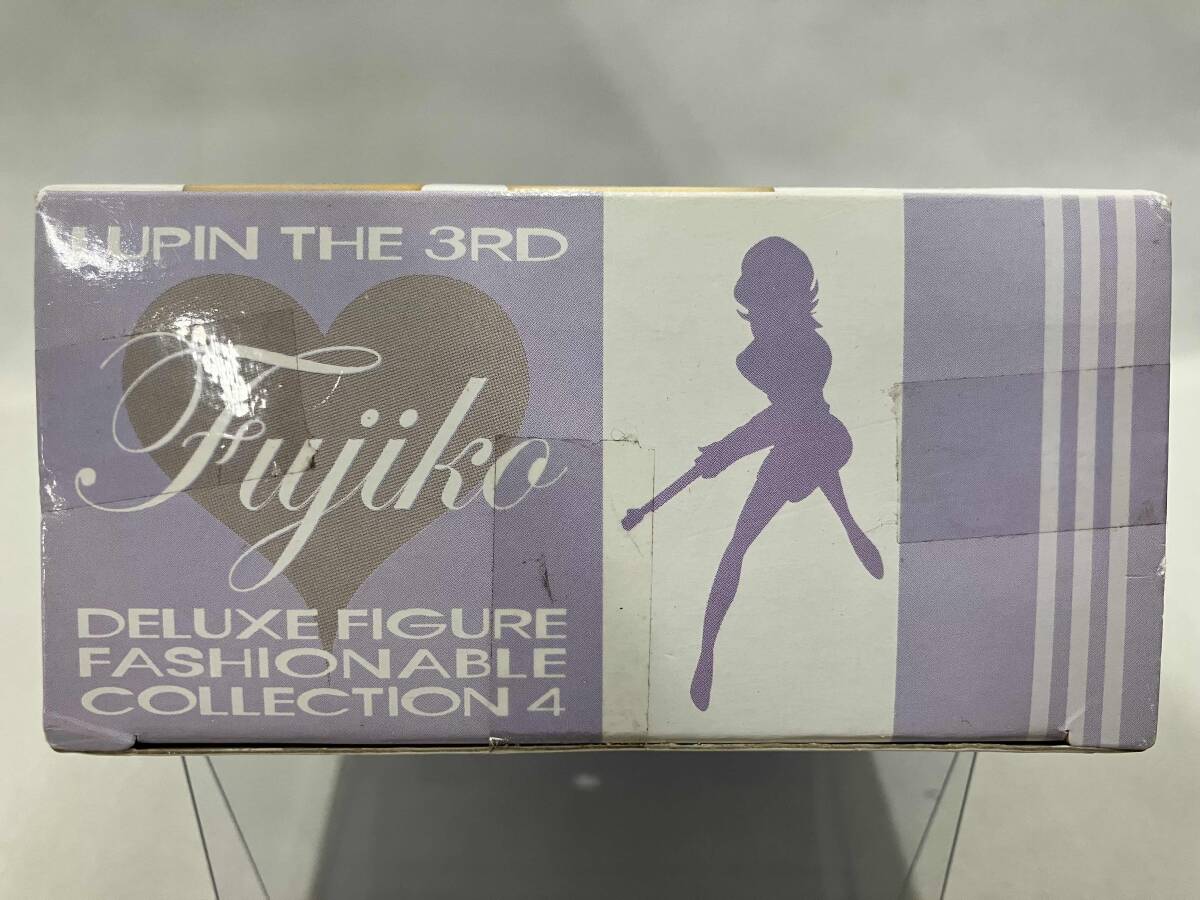 LUPIN THE 3RD
Fujiko
DELUXE FIGURE
FASHIONABLE
COLLECTION 4